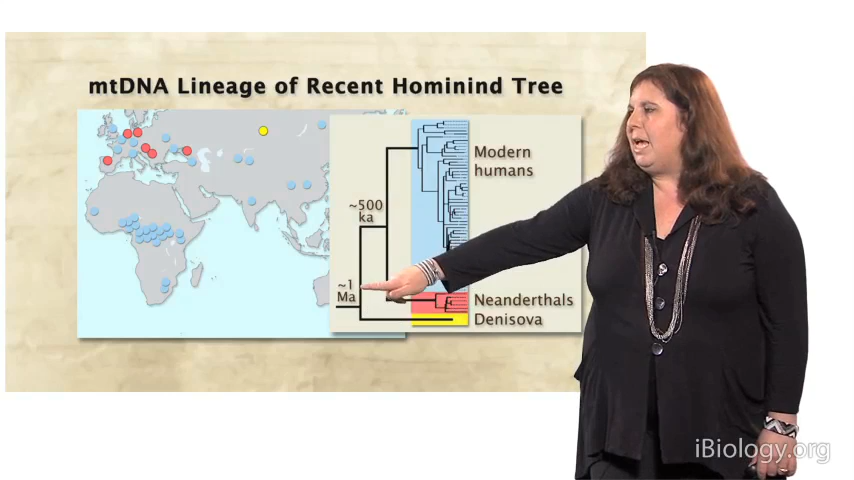 mtDNA Lineage of Recent Hominind Tree
Modern
humans
~500
ka
~1
Ma
Neanderthals
Denisova
iBiology.org